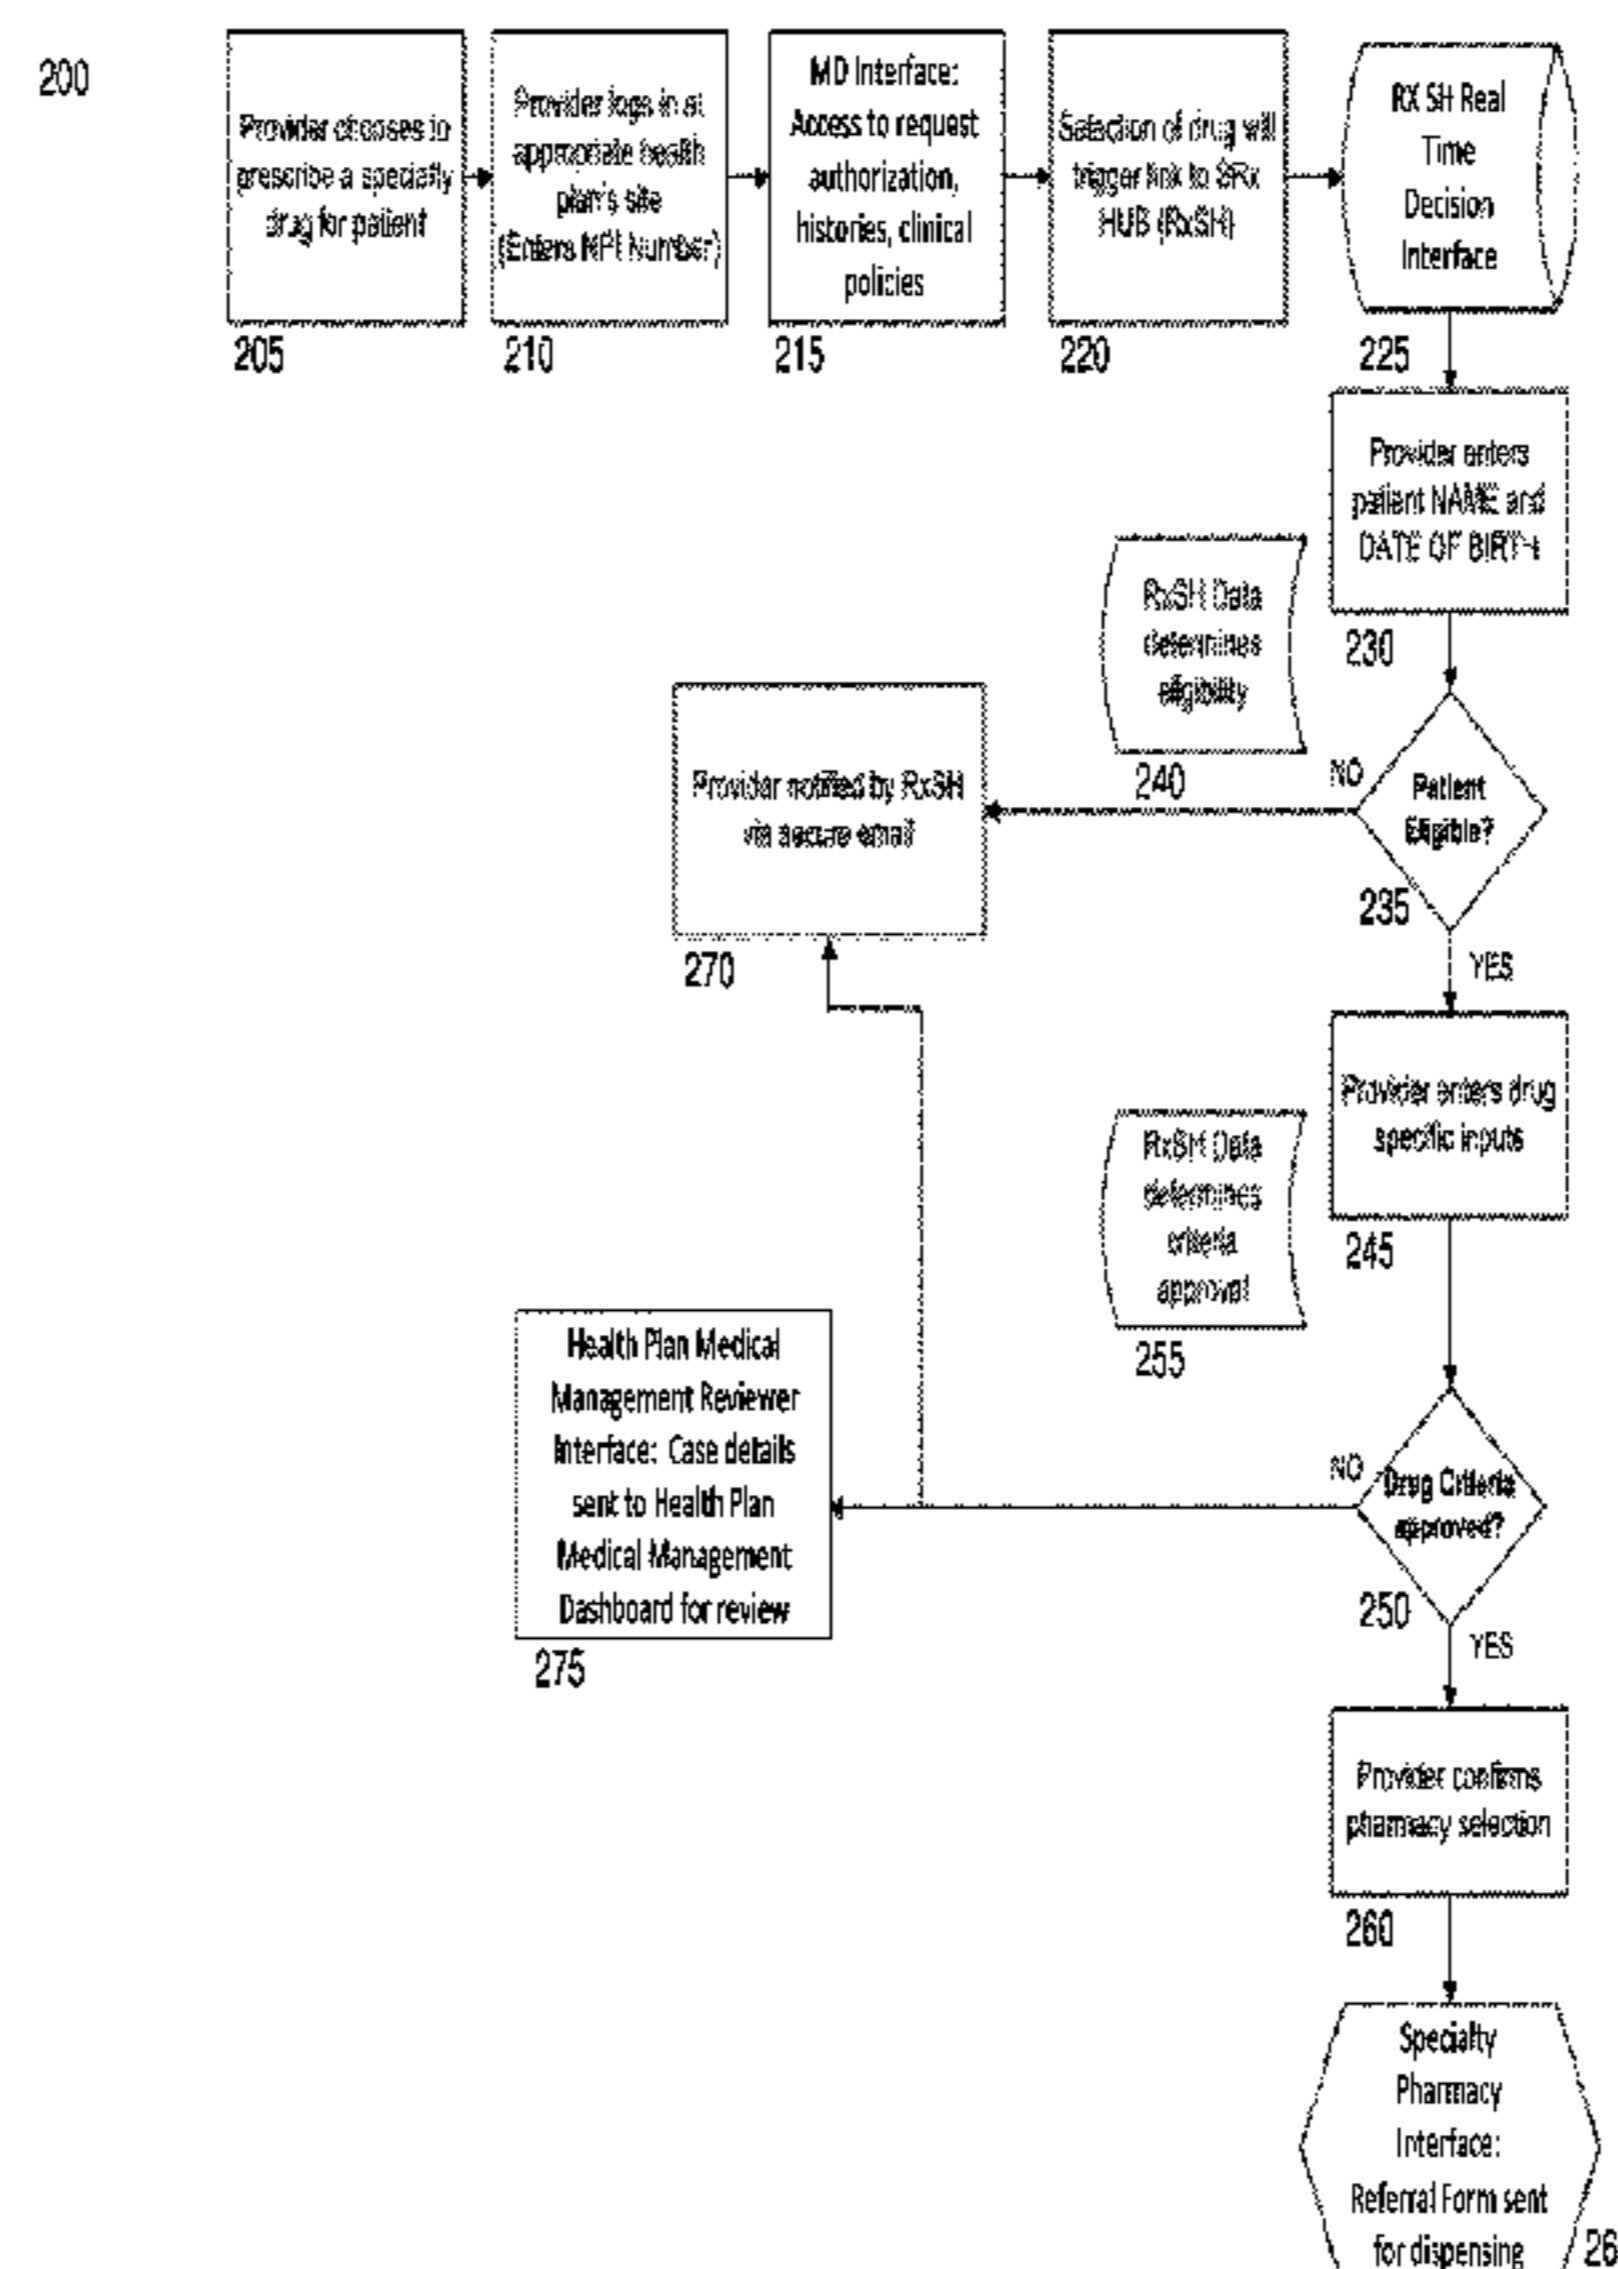 200
Provider chooses to
prescribe a specialty
drug for patient
205
Provider logs in at
appropriate health
plan's site
(Enters NPI Number)
210
MD Interface:
Access to request
authorization,
histories, clinical
policies
215
Selection of drug will
trigger link to SRx
HUB (RxSH)
220
RX SH Real
Time
Decision
Interface
225
Provider enters
patient NAME and
DATE OF BIRTH
230
RxSH Data
determines
eligibility
240
Patient
Eligible?
235
NO
YES
Provider notified by RxSH
via secure email
270
Provider enters drug
specific inputs
245
RxSH Data
determines
criteria
approval
255
Drug Criteria
approved?
250
NO
YES
Health Plan Medical
Management Reviewer
Interface: Case details
sent to Health Plan
Medical Management
Dashboard for review
275
Provider confirms
pharmacy selection
260
Specialty
Pharmacy
Interface:
Referral Form sent
for dispensing
26